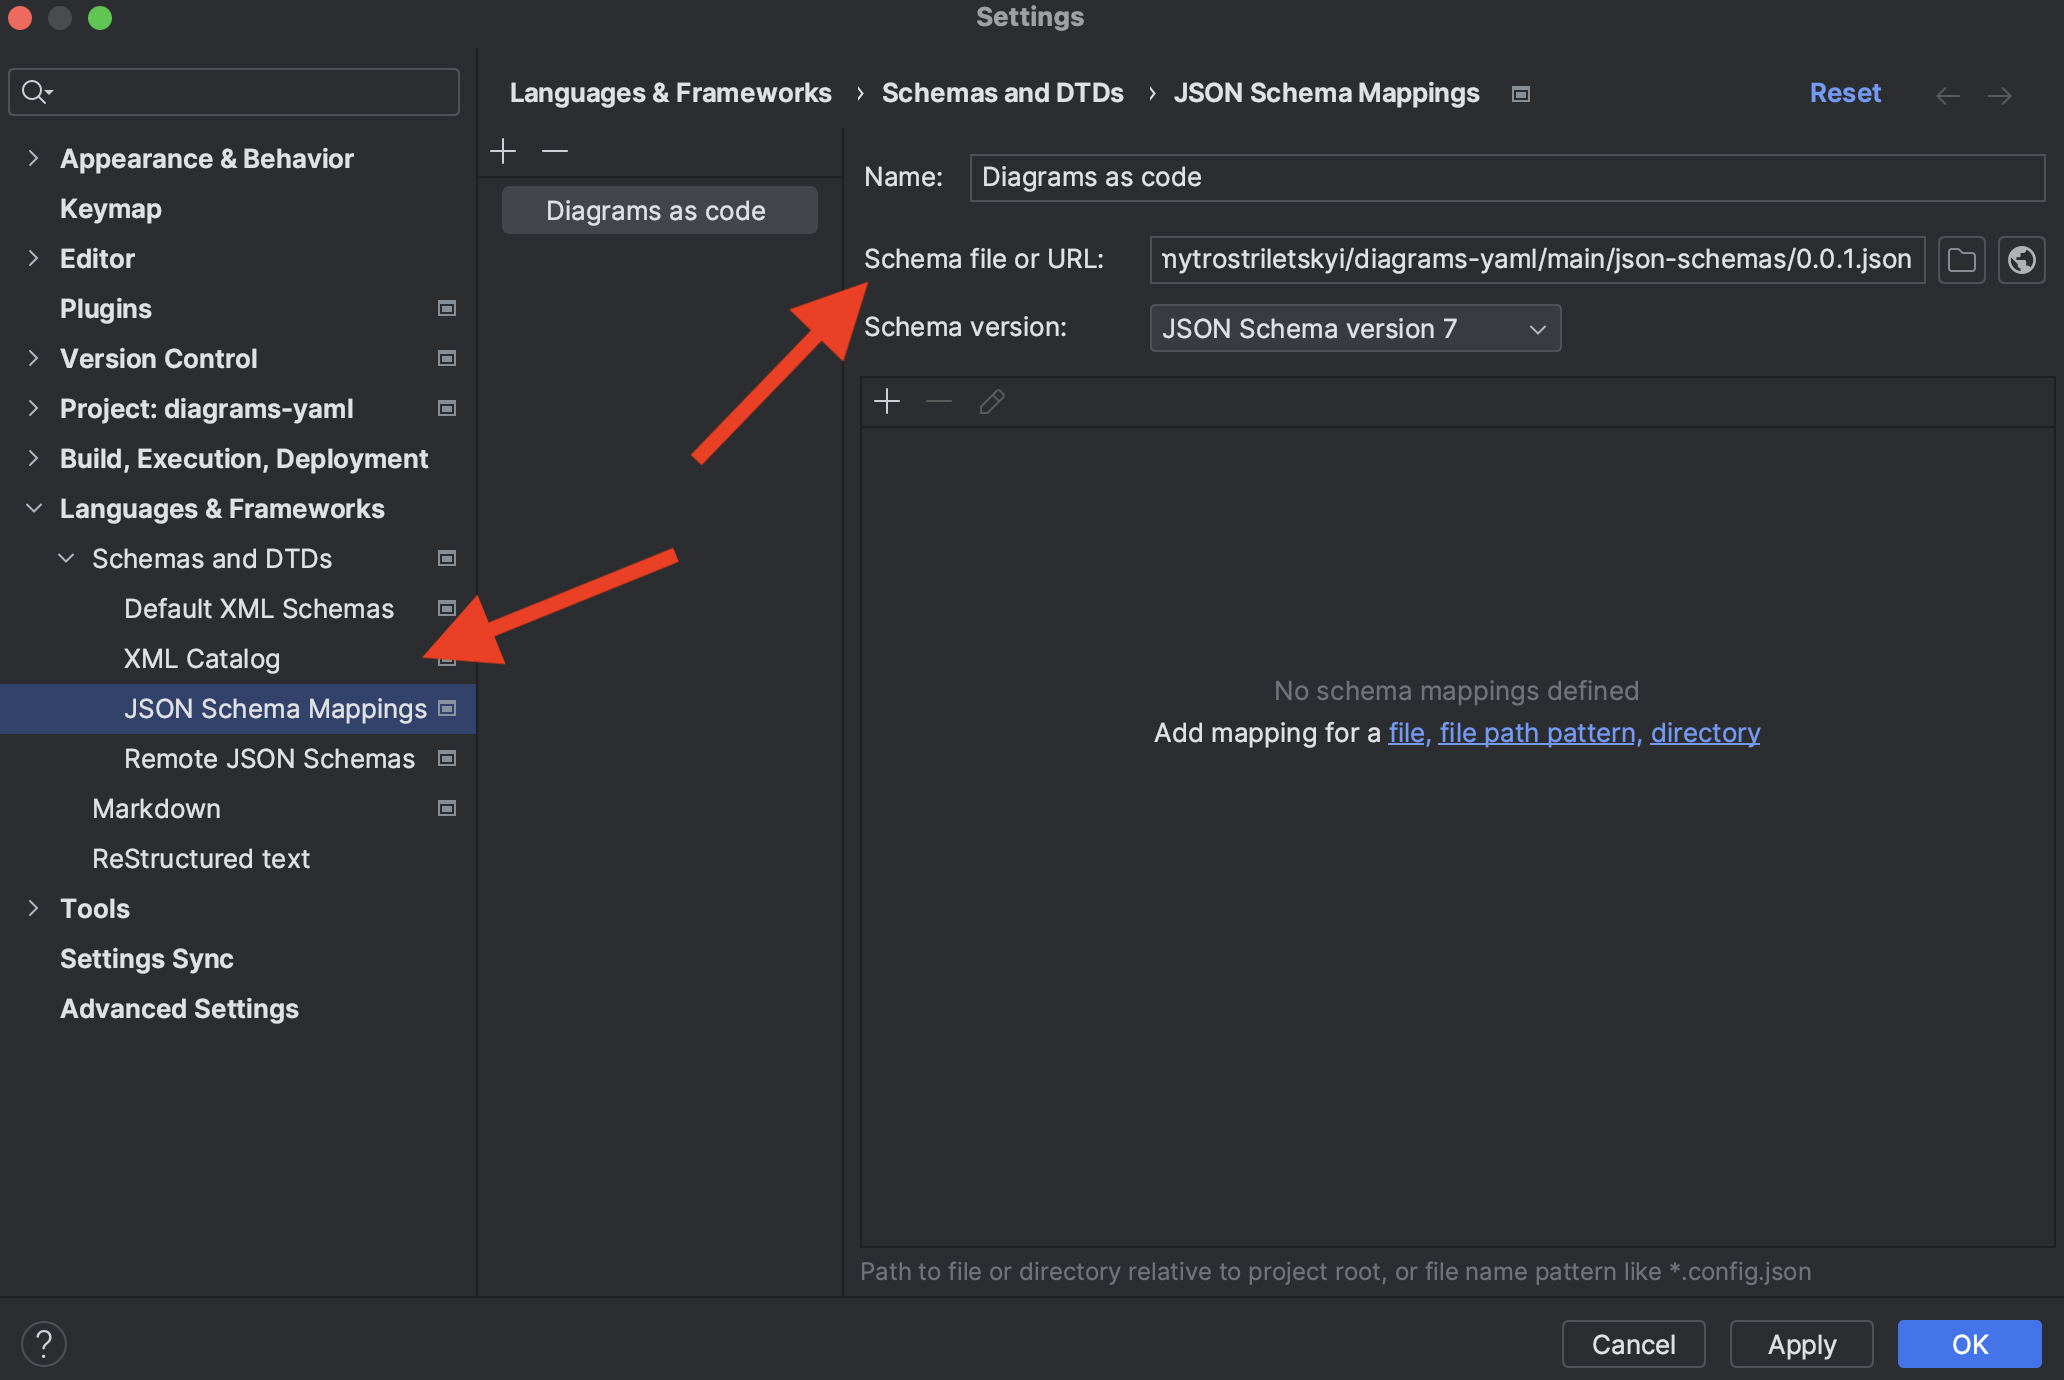 Settings
Languages & Frameworks › Schemas and DTDs › JSON Schema Mappings
Reset
Appearance & Behavior
Keymap
Editor
Plugins
Version Control
Project: diagrams-yaml
Build, Execution, Deployment
Languages & Frameworks
Schemas and DTDs
Default XML Schemas
XML Catalog
JSON Schema Mappings
Remote JSON Schemas
Markdown
ReStructured text
Tools
Settings Sync
Advanced Settings
Diagrams as code
Name: Diagrams as code
Schema file or URL: mytrostriletskyi/diagrams-yaml/main/json-schemas/0.0.1.json
Schema version: JSON Schema version 7
No schema mappings defined
Add mapping for a file, file path pattern, directory
Path to file or directory relative to project root, or file name pattern like *.config.json
?
Cancel
Apply
OK